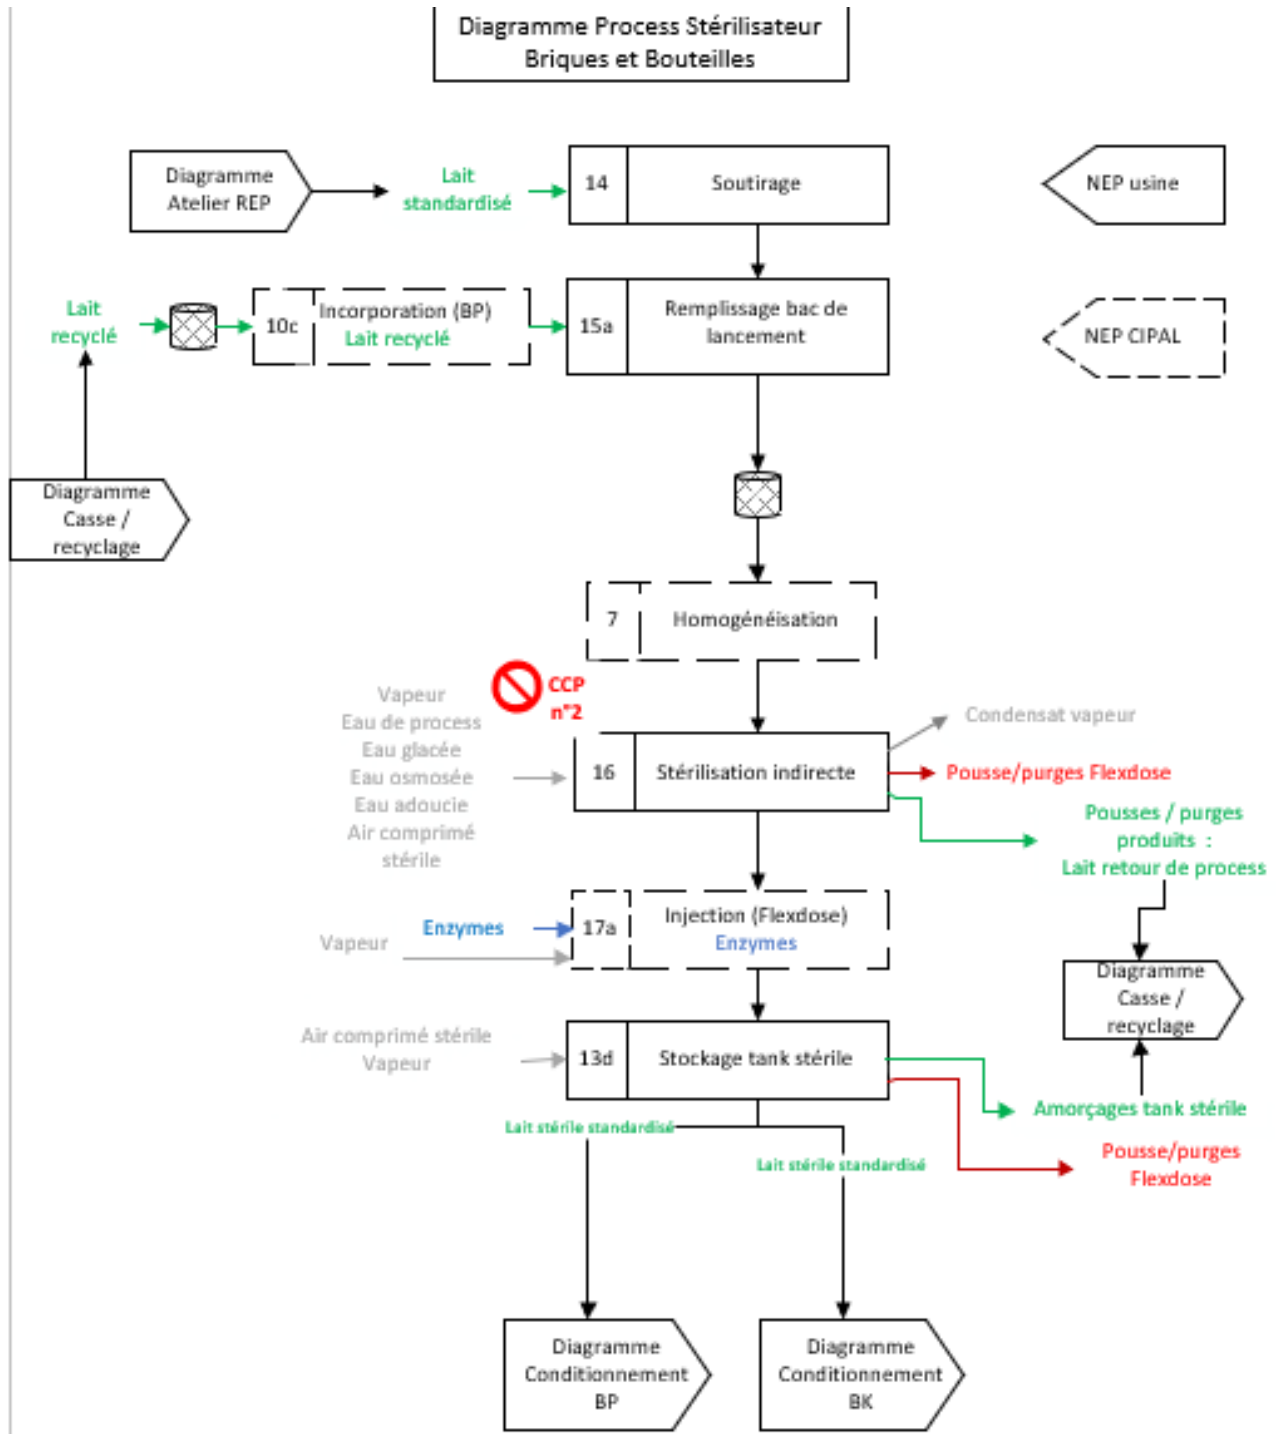 Diagramme Process Stérilisateur
Briques et Bouteilles
Diagramme
Atelier REP
Lait
standardisé
14
Soutirage
NEP usine
Lait
recyclé
10c
Incorporation (BP)
Lait recyclé
15a
Remplissage bac de
lancement
NEP CIPAL
Diagramme
Casse /
recyclage
7
Homogénéisation
CCP
n°2
Vapeur
Eau de process
Eau glacée
Eau osmosée
Eau adoucie
Air comprimé
stérile
16
Stérilisation indirecte
Condensat vapeur
Pousse/purges Flexdose
Pousses / purges
produits :
Lait retour de process
Enzymes
Vapeur
17a
Injection (Flexdose)
Enzymes
Diagramme
Casse /
recyclage
Air comprimé stérile
Vapeur
13d
Stockage tank stérile
Amorçages tank stérile
Pousse/purges
Flexdose
Lait stérile standardisé
Lait stérile standardisé
Diagramme
Conditionnement
BP
Diagramme
Conditionnement
BK